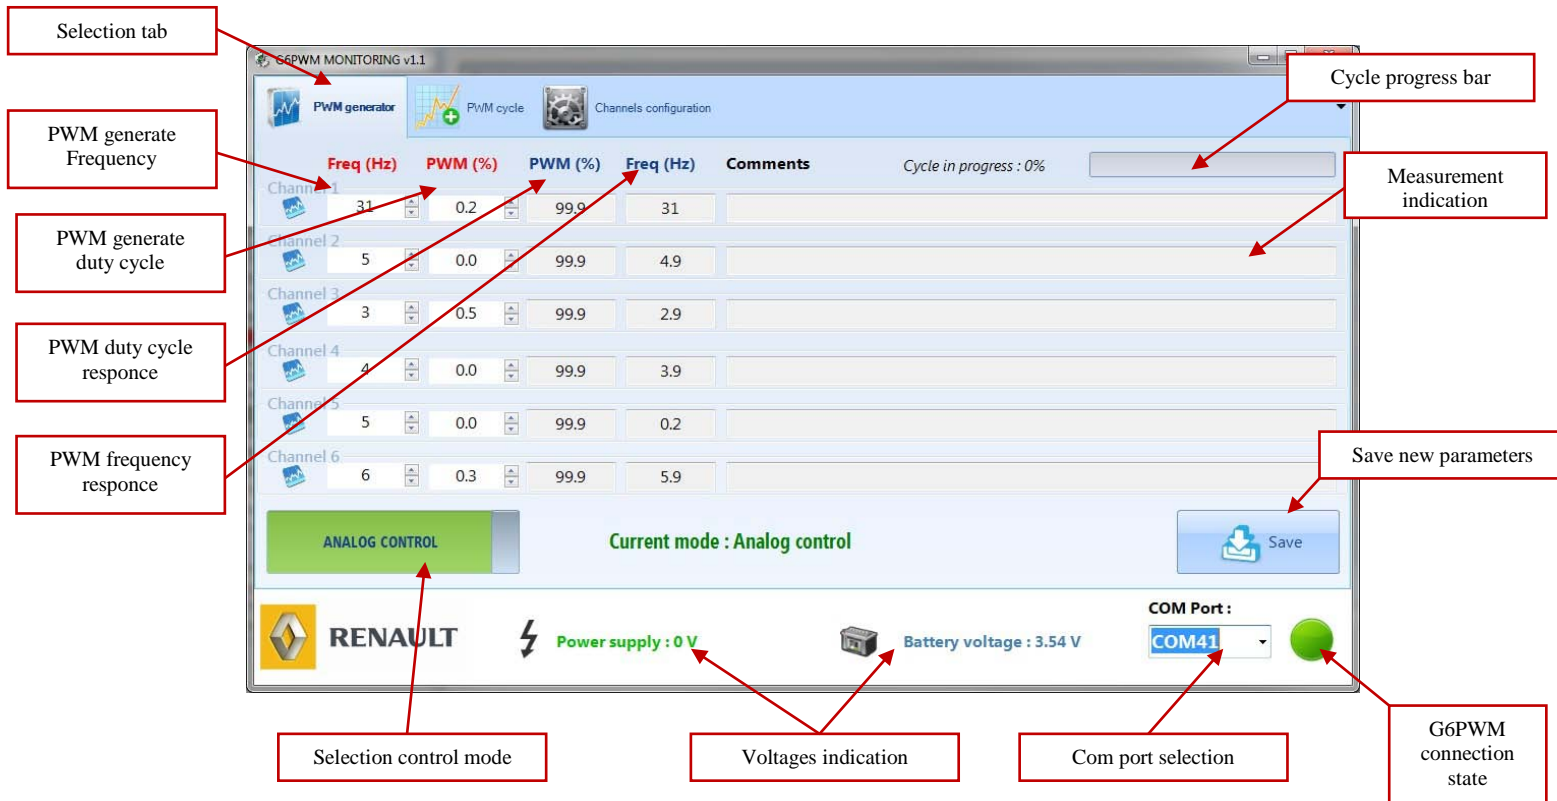 Selection tab
G6PWM MONITORING v1.1
Cycle progress bar
PWM generator
PWM cycle
Channels configuration
PWM generate
Frequency
Freq (Hz)
PWM (%)
PWM (%)
Freq (Hz)
Comments
Cycle in progress : 0%
Measurement
indication
Channel 1
31
0.2
99.9
31
PWM generate
duty cycle
Channel 2
5
0.0
99.9
4.9
Channel 3
3
0.5
99.9
2.9
PWM duty cycle
responce
Channel 4
4
0.0
99.9
3.9
Channel 5
5
0.0
99.9
0.2
PWM frequency
responce
Channel 6
6
0.3
99.9
5.9
Save new parameters
ANALOG CONTROL
Current mode : Analog control
Save
RENAULT
Power supply : 0 V
Battery voltage : 3.54 V
COM Port :
COM41
Selection control mode
Voltages indication
Com port selection
G6PWM
connection
state